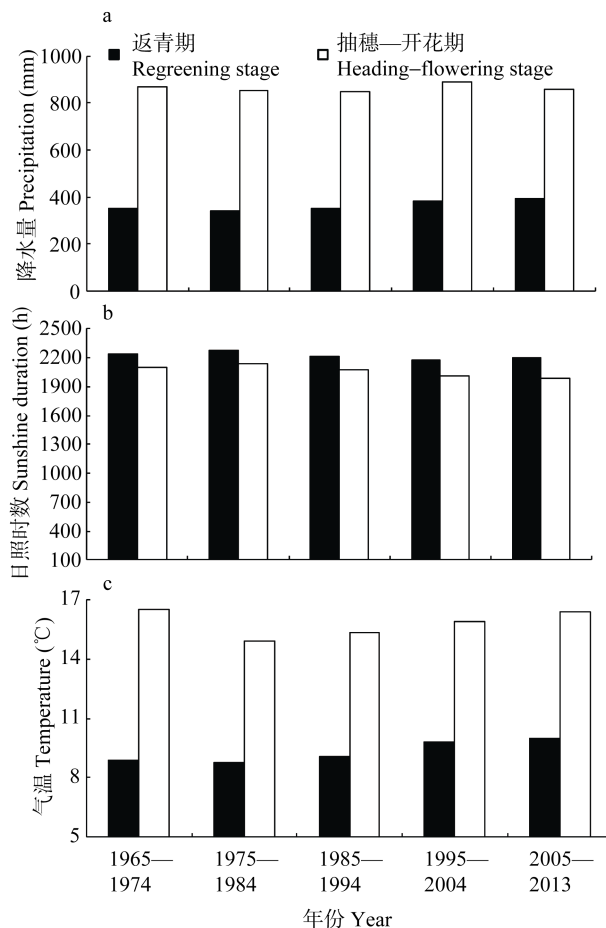 a
返青期
Regreening stage
抽穗—开花期
Heading–flowering stage
降水量 Precipitation (mm)
1000
800
600
400
200
0
b
日照时数 Sunshine duration (h)
2500
2200
1900
1600
1300
1000
700
400
100
c
气温 Temperature (℃)
17
14
11
8
5
1965—
1974
1975—
1984
1985—
1994
1995—
2004
2005—
2013
年份 Year